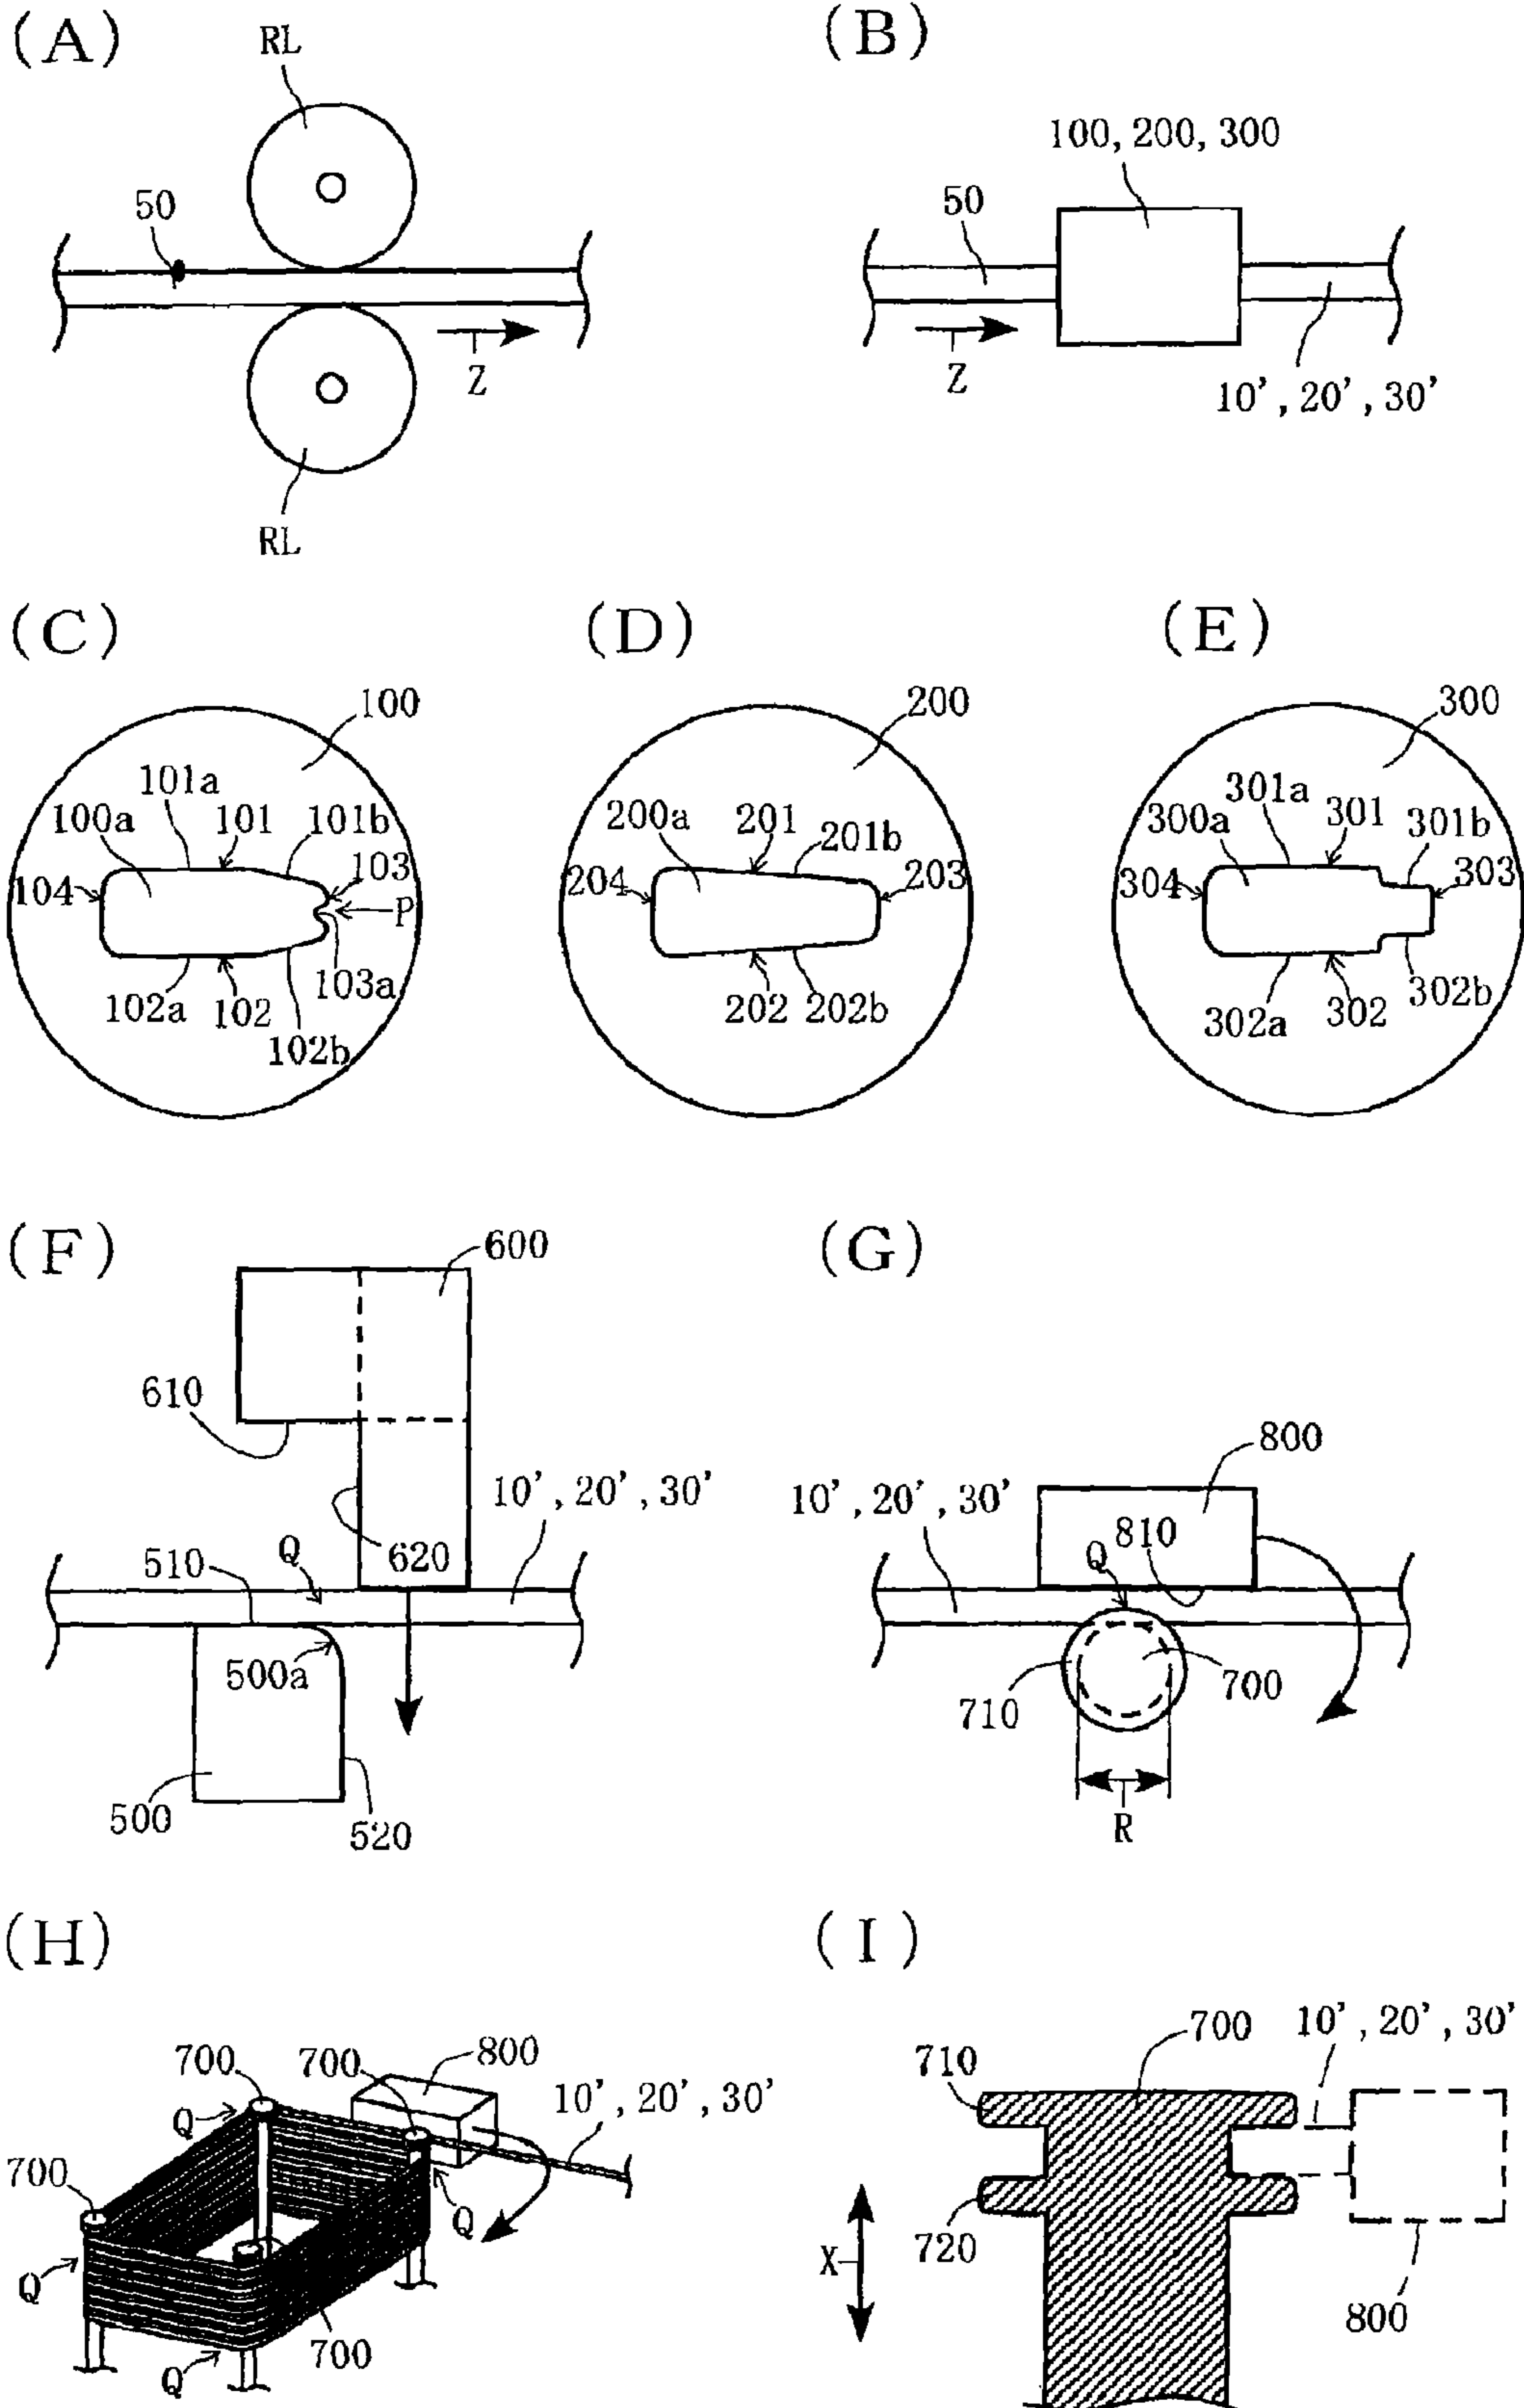 (A)
RL
50
Z
RL
(B)
100, 200, 300
50
Z
10', 20', 30'
(C)
100
101a
100a
101
101b
103
104
P
103a
102a
102
102b
(D)
200
200a
201
201b
204
203
202
202b
(E)
300
301a
300a
301
301b
304
303
302a
302
302b
(F)
600
610
10', 20', 30'
620
Q
510
500a
500
520
(G)
800
10', 20', 30'
810
Q
700
710
R
(H)
700
700
800
10', 20', 30'
Q
700
Q
Q
700
Q
(I)
700
10', 20', 30'
710
720
X
800